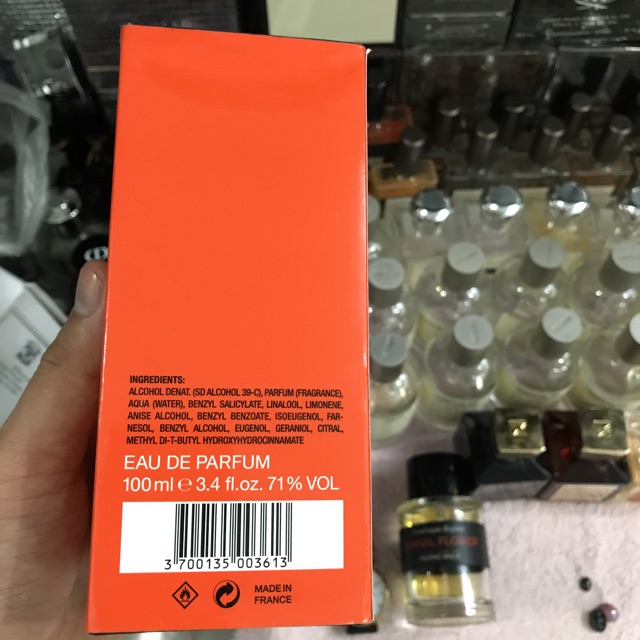 INGREDIENTS:
ALCOHOL DENAT. (SD ALCOHOL 39-C), PARFUM (FRAGRANCE),
AQUA (WATER), BENZYL SALICYLATE, LINALOOL, LIMONENE,
ANISE ALCOHOL, BENZYL BENZOATE, ISOEUGENOL, FAR-
NESOL, BENZYL ALCOHOL, EUGENOL, GERANIOL, CITRAL,
METHYL DI-T-BUTYL HYDROXYHYDROCINNAMATE
EAU DE PARFUM
100 ml ℮ 3.4 fl.oz. 71% VOL
3 700135 003613
MADE IN
FRANCE
FLOWER